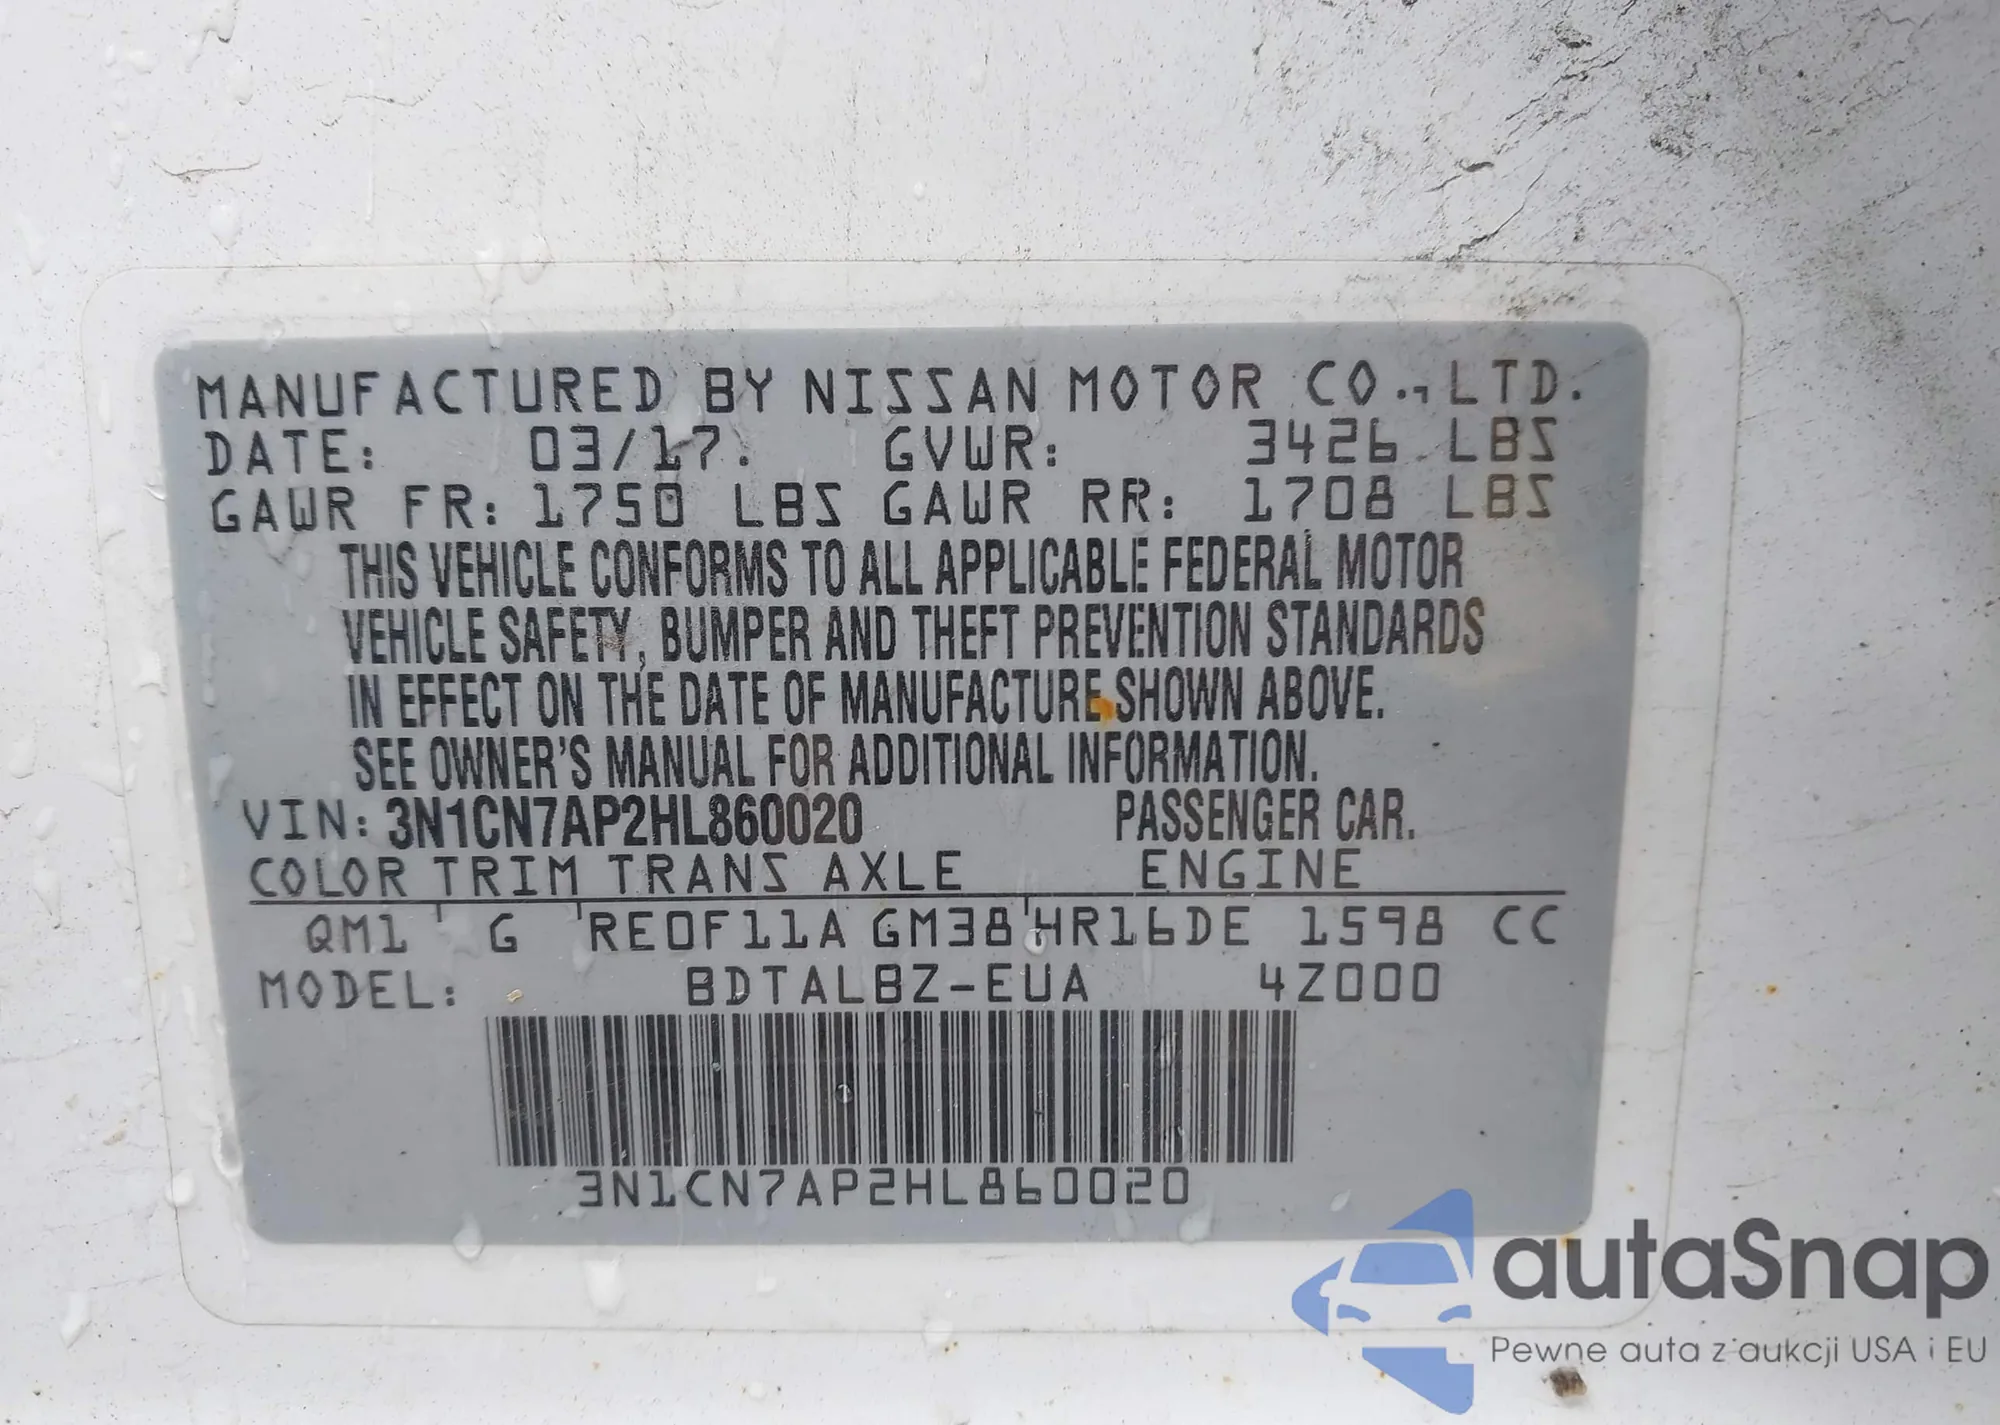 MANUFACTURED BY NISSAN MOTOR CO., LTD.
DATE: 03/17. GVWR: 3426 LBS
GAWR FR: 1750 LBS GAWR RR: 1708 LBS
THIS VEHICLE CONFORMS TO ALL APPLICABLE FEDERAL MOTOR
VEHICLE SAFETY, BUMPER AND THEFT PREVENTION STANDARDS
IN EFFECT ON THE DATE OF MANUFACTURE SHOWN ABOVE.
SEE OWNER'S MANUAL FOR ADDITIONAL INFORMATION.
VIN: 3N1CN7AP2HL860020 PASSENGER CAR.
COLOR TRIM TRANS AXLE ENGINE
QM1 G RE0F11A GM38 HR16DE 1598 CC
MODEL: BDTALBZ-EUA 4Z000
3N1CN7AP2HL860020
autaSnap
Pewne auta z aukcji USA i EU